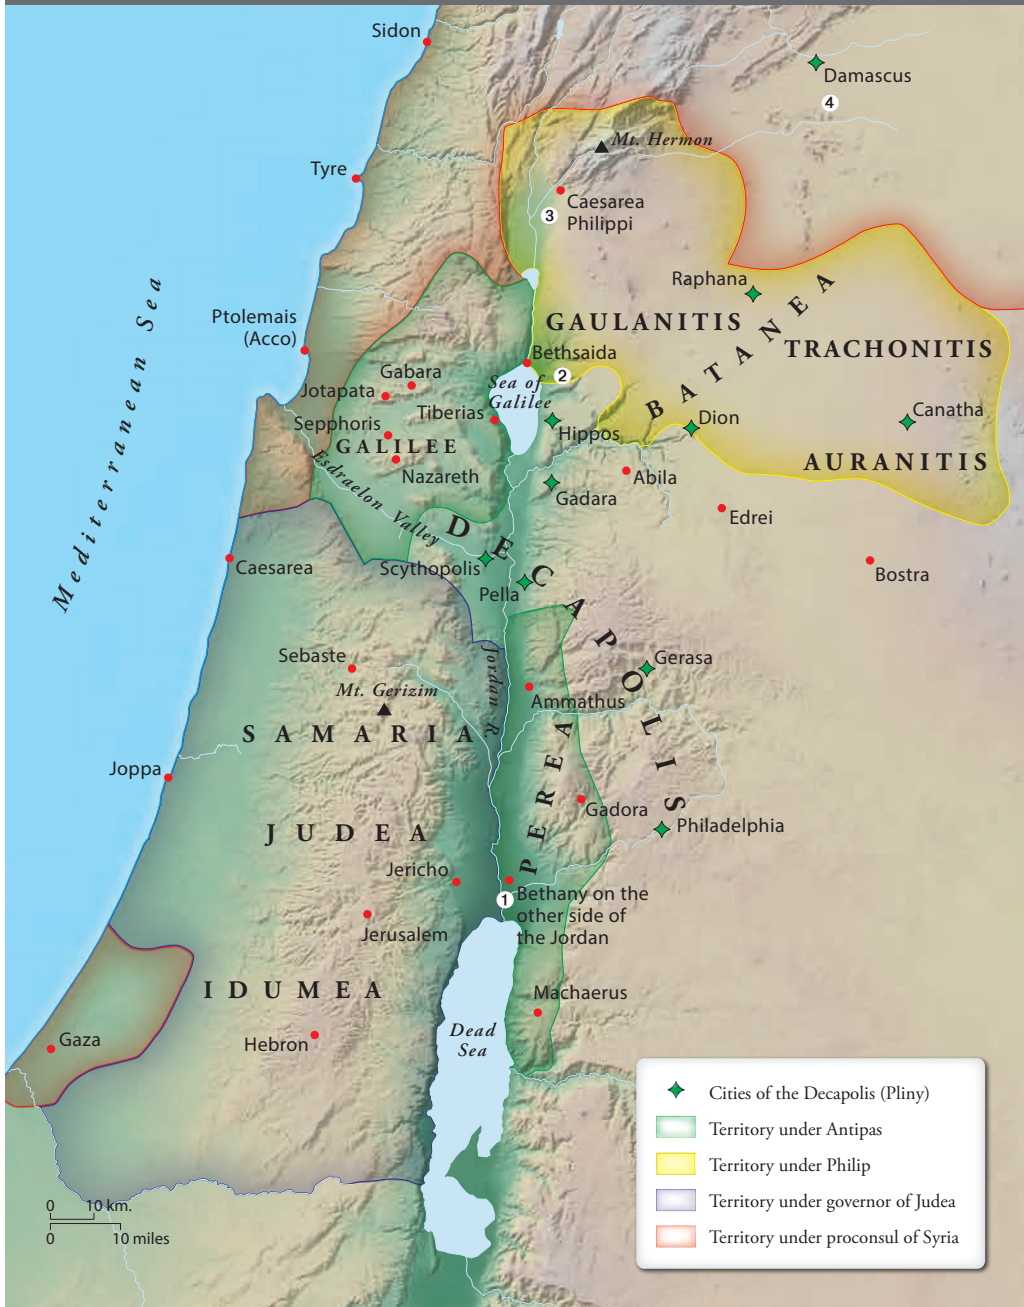 Sidon
Damascus
4
Mt. Hermon
Tyre
Caesarea
Philippi
3
Raphana
Mediterranean Sea
Ptolemais
(Acco)
GAULANITIS
BATANEA
TRACHONITIS
Bethsaida
2
Gabara
Jotapata
Sea of
Galilee
Tiberias
Sepphoris
Hippos
Dion
Canatha
GALILEE
Nazareth
Esdraelon Valley
Abila
AURANITIS
Gadara
Edrei
DECAPOLIS
Caesarea
Scythopolis
Pella
Bostra
Sebaste
Jordan R.
Gerasa
Mt. Gerizim
Ammathus
SAMARIA
PEREA
Joppa
Gadora
JUDEA
Philadelphia
Jericho
1
Bethany on the
other side of
the Jordan
Jerusalem
IDUMEA
Machaerus
Gaza
Hebron
Dead
Sea
Cities of the Decapolis (Pliny)
Territory under Antipas
Territory under Philip
Territory under governor of Judea
Territory under proconsul of Syria
0 10 km.
0 10 miles